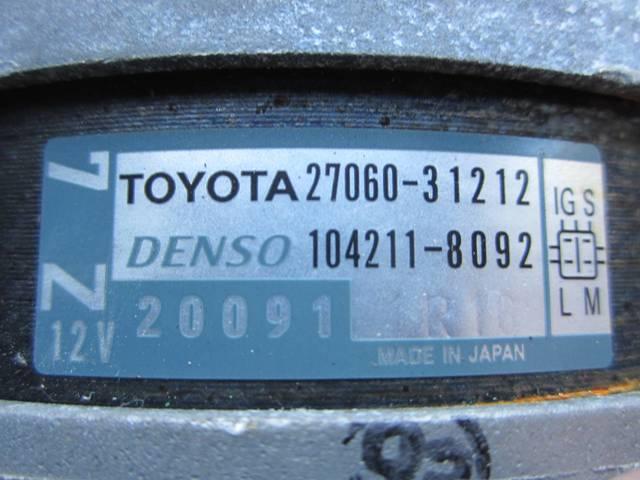 TOYOTA 27060-31212
DENSO 104211-8092
20091
12V
IG S
L M
MADE IN JAPAN